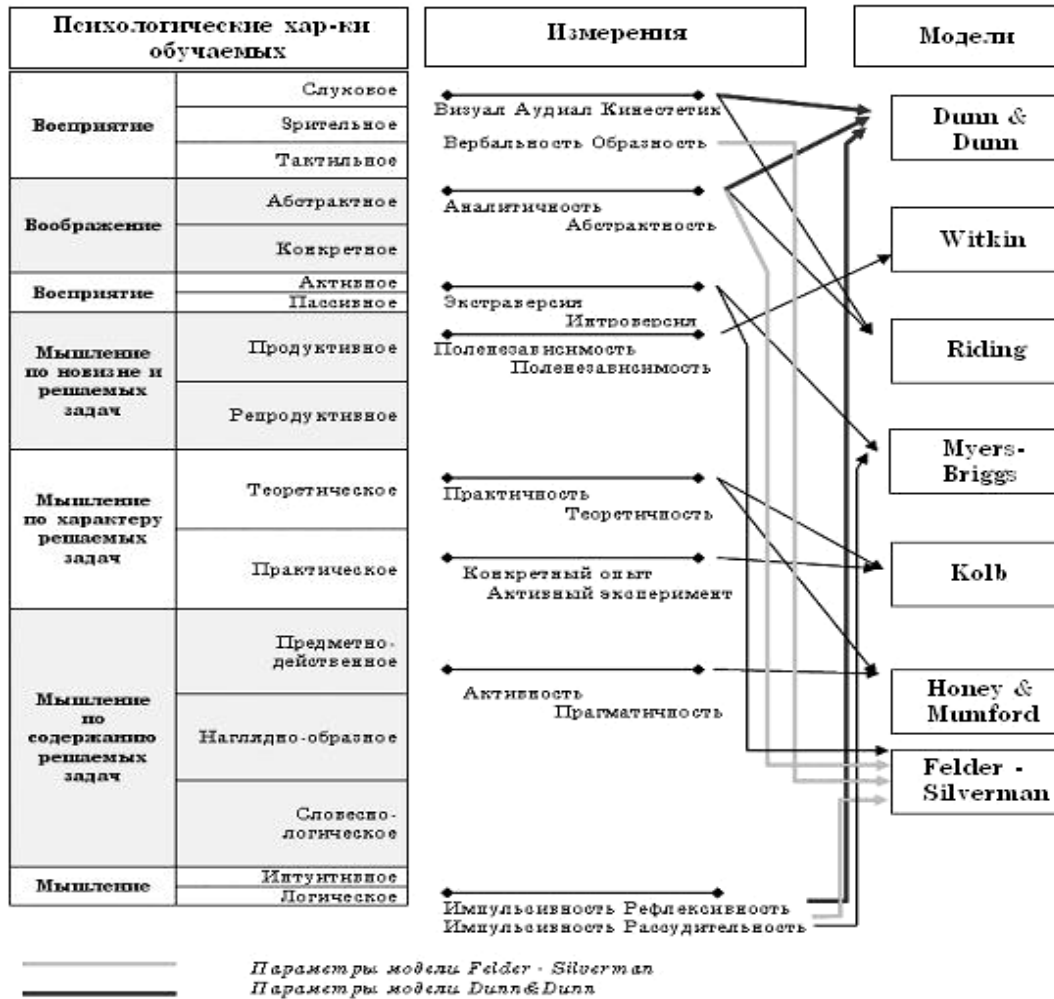 Психологические хар-ки
обучаемых
Измерения
Модели
Восприятие
Слуховое
Зрительное
Тактильное
Воображение
Абстрактное
Конкретное
Восприятие
Активное
Пассивное
Мышление
по новизне и
решаемых
задач
Продуктивное
Репродуктивное
Мышление
по характеру
решаемых
задач
Теоретическое
Практическое
Мышление
по
содержанию
решаемых
задач
Предметно-
действенное
Наглядно-образное
Словесно-
логическое
Мышление
Интуитивное
Логическое
Визуал Аудиал Кинестетик
Вербальность Образность
Аналитичность
Абстрактность
Экстраверсия
Интроверсия
Поленезависимость
Поленезависимость
Практичность
Теоретичность
Конкретный опыт
Активный эксперимент
Активность
Прагматичность
Импульсивность Рефлексивность
Импульсивность Рассудительность
Dunn &
Dunn
Witkin
Riding
Myers-
Briggs
Kolb
Honey &
Mumford
Felder -
Silverman
Параметры модели Felder - Silverman
Параметры модели Dunn&Dunn